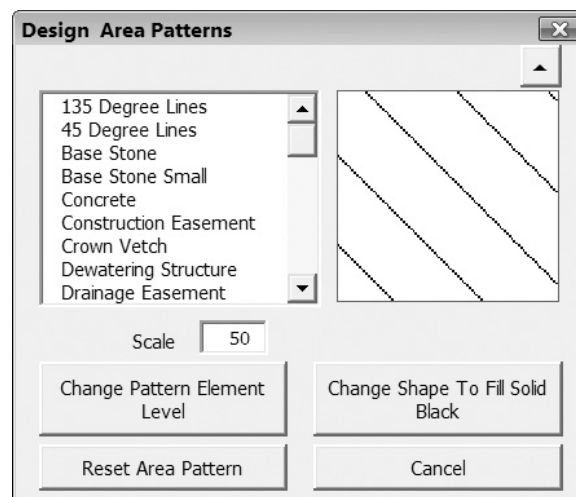 Design Area Patterns
135 Degree Lines
45 Degree Lines
Base Stone
Base Stone Small
Concrete
Construction Easement
Crown Vetch
Dewatering Structure
Drainage Easement
Scale 50
Change Pattern Element
Level
Change Shape To Fill Solid
Black
Reset Area Pattern
Cancel